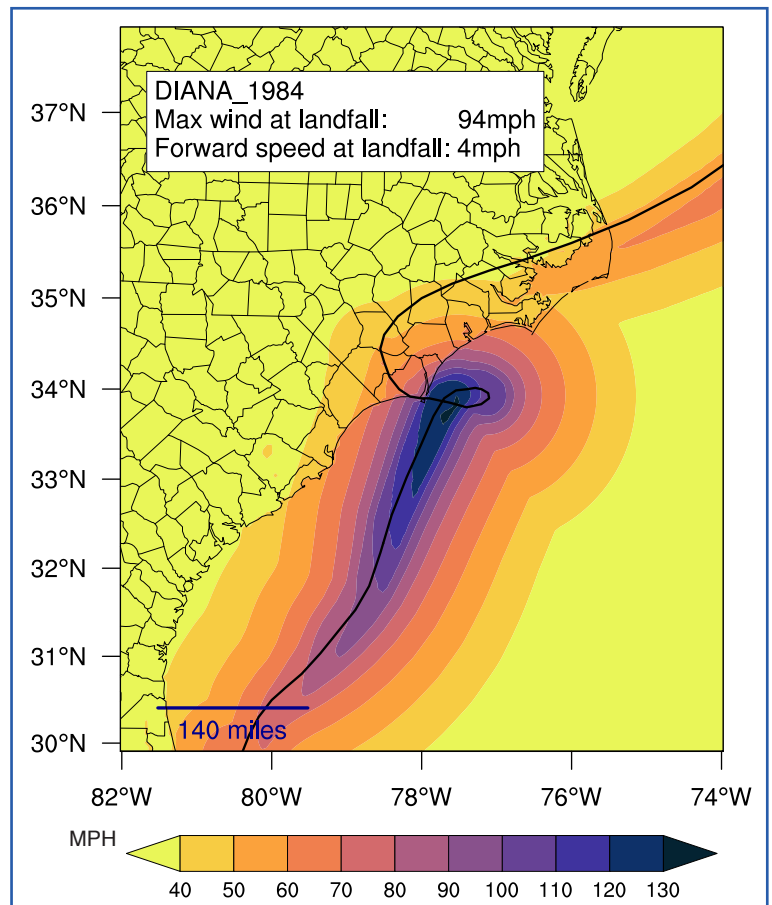 DIANA_1984
Max wind at landfall: 94mph
Forward speed at landfall: 4mph
37°N
36°N
35°N
34°N
33°N
32°N
31°N
30°N
140 miles
82°W 80°W 78°W 76°W 74°W
MPH
40 50 60 70 80 90 100 110 120 130